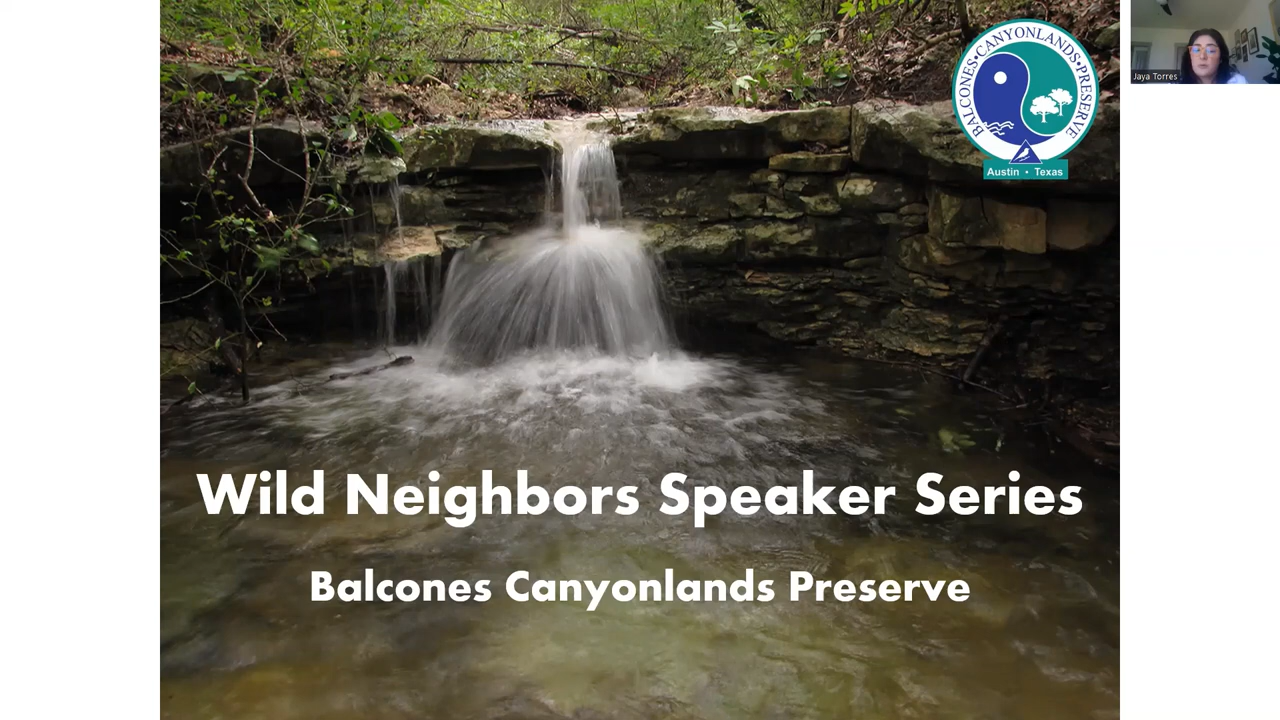 BALCONES•CANYONLANDS•PRESERVE
Austin • Texas
Jaya Torres
Wild Neighbors Speaker Series
Balcones Canyonlands Preserve